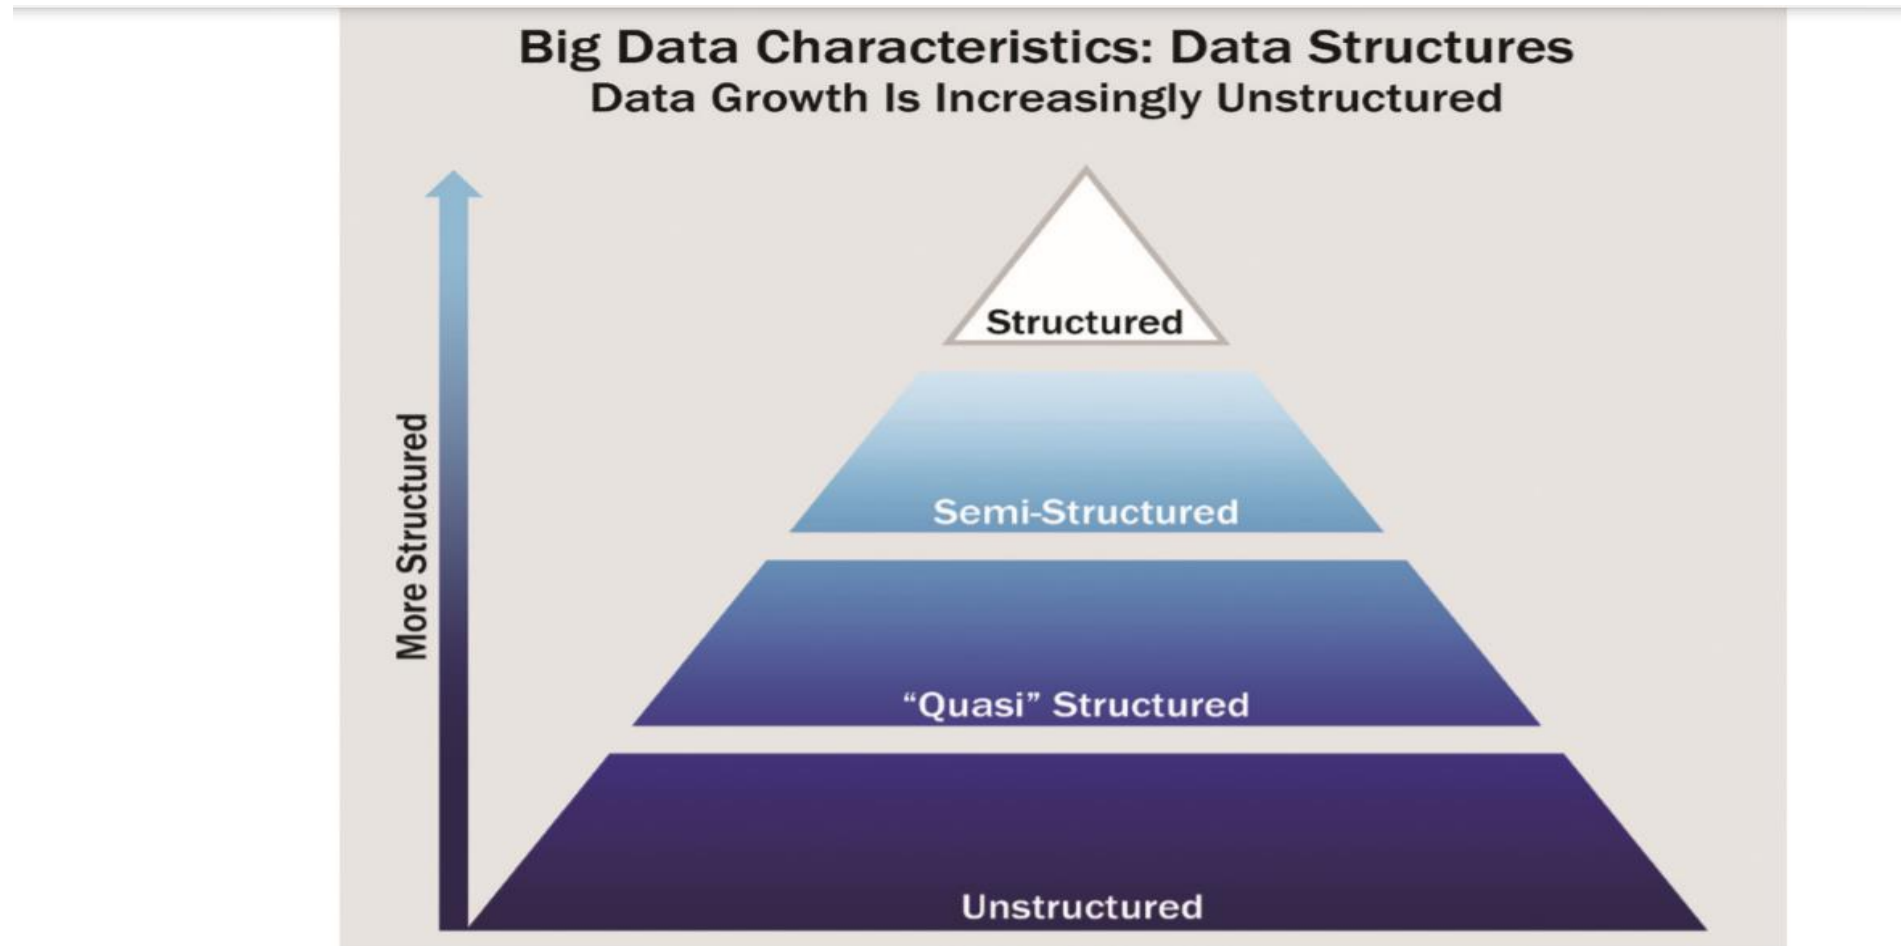 Big Data Characteristics: Data Structures
Data Growth Is Increasingly Unstructured
More Structured
Structured
Semi-Structured
“Quasi” Structured
Unstructured